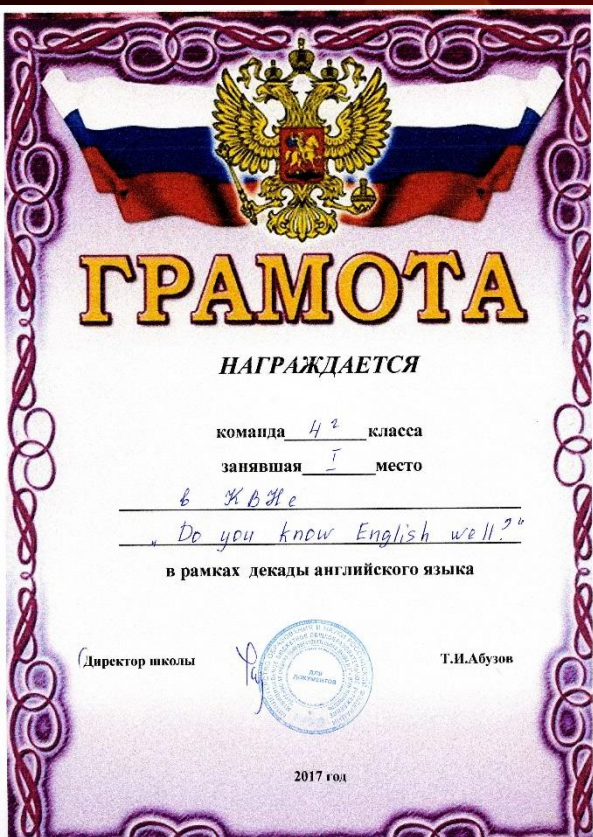 ГРАМОТА
НАГРАЖДАЕТСЯ
команда 4 г класса
занявшая I место
в КВНе
"Do you know English well?"
в рамках декады английского языка
Директор школы Т.И.Абузов
ДЛЯ
ДОКУМЕНТОВ
2017 год